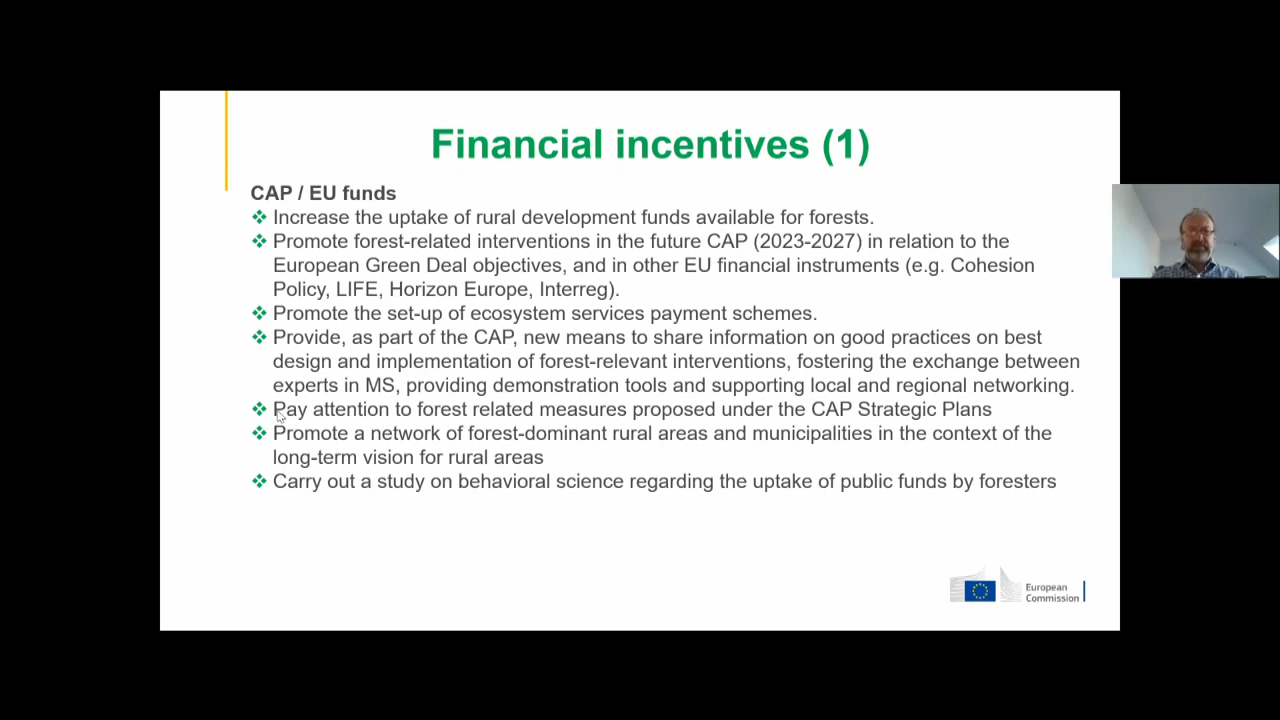 Financial incentives (1)
CAP / EU funds
❖ Increase the uptake of rural development funds available for forests.
❖ Promote forest-related interventions in the future CAP (2023-2027) in relation to the
European Green Deal objectives, and in other EU financial instruments (e.g. Cohesion
Policy, LIFE, Horizon Europe, Interreg).
❖ Promote the set-up of ecosystem services payment schemes.
❖ Provide, as part of the CAP, new means to share information on good practices on best
design and implementation of forest-relevant interventions, fostering the exchange between
experts in MS, providing demonstration tools and supporting local and regional networking.
❖ Pay attention to forest related measures proposed under the CAP Strategic Plans
❖ Promote a network of forest-dominant rural areas and municipalities in the context of the
long-term vision for rural areas
❖ Carry out a study on behavioral science regarding the uptake of public funds by foresters
European
Commission